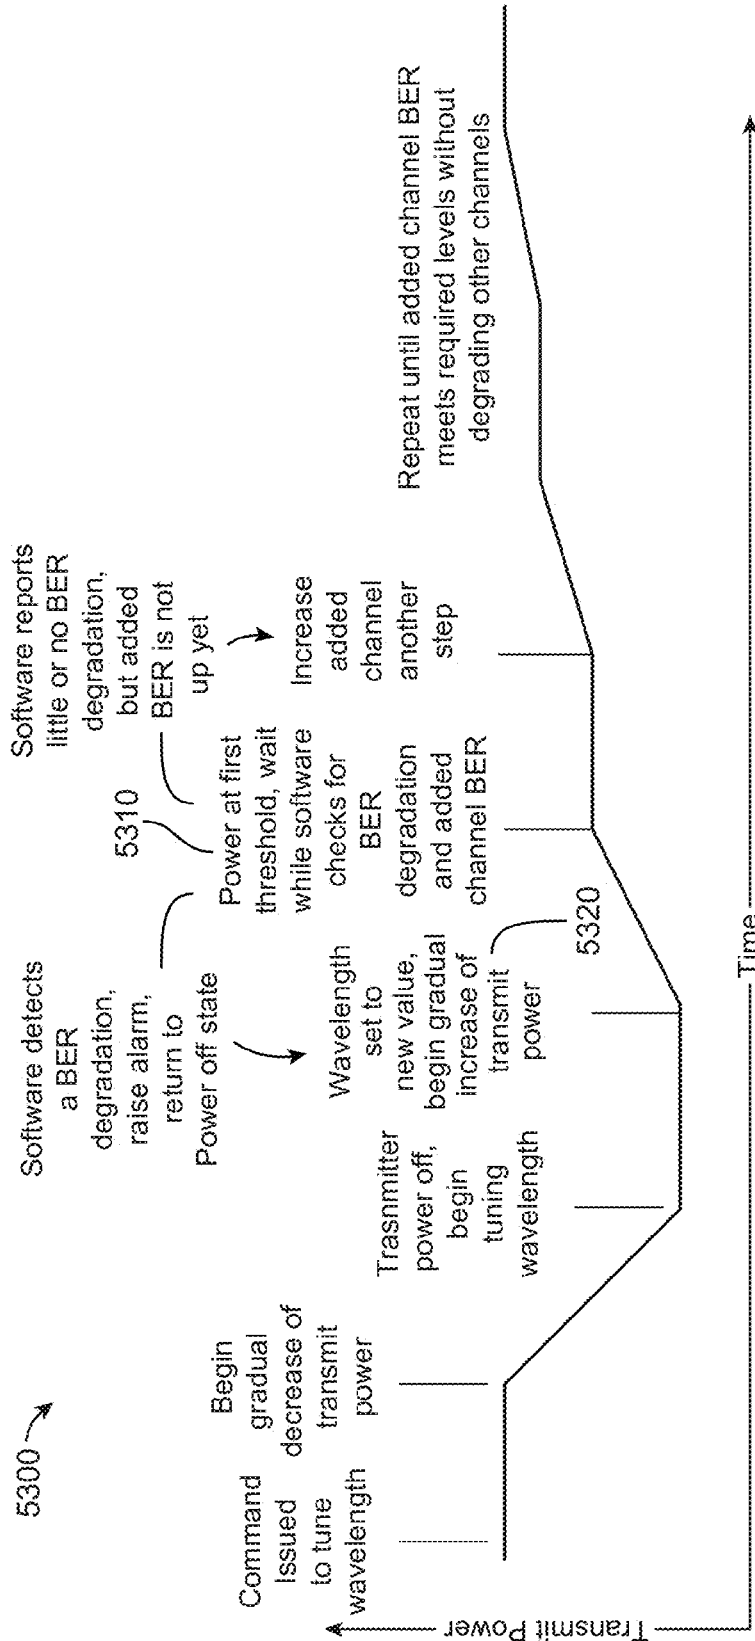 5300
Command
Issued
to tune
wavelength
Begin
gradual
decrease of
transmit
power
Trasnmitter
power off,
begin
tuning
wavelength
Software detects
a BER
degradation,
raise alarm,
return to
Power off state
Wavelength
set to
new value,
begin gradual
increase of
transmit
power
5320
5310
Power at first
threshold, wait
while software
checks for
BER
degradation
and added
channel BER
Software reports
little or no BER
degradation,
but added
BER is not
up yet
Increase
added
channel
another
step
Repeat until added channel BER
meets required levels without
degrading other channels
Transmit Power
Time